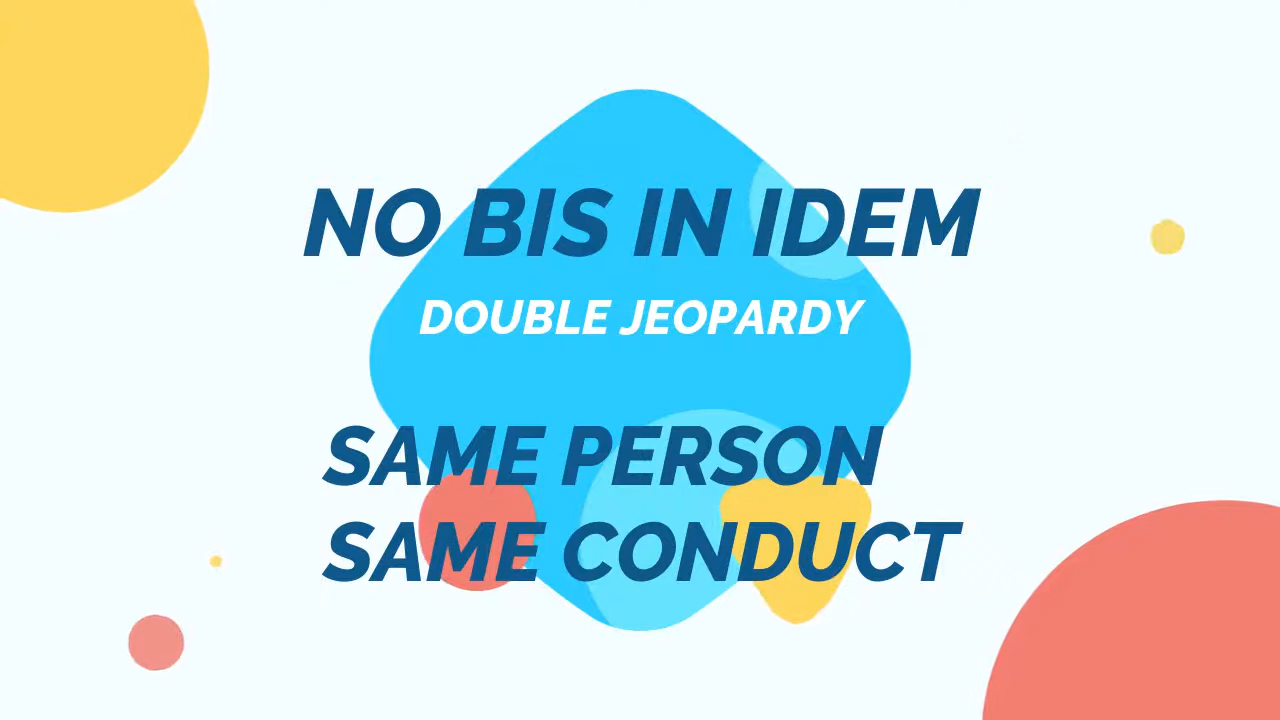 NO BIS IN IDEM
DOUBLE JEOPARDY
SAME PERSON
SAME CONDUCT